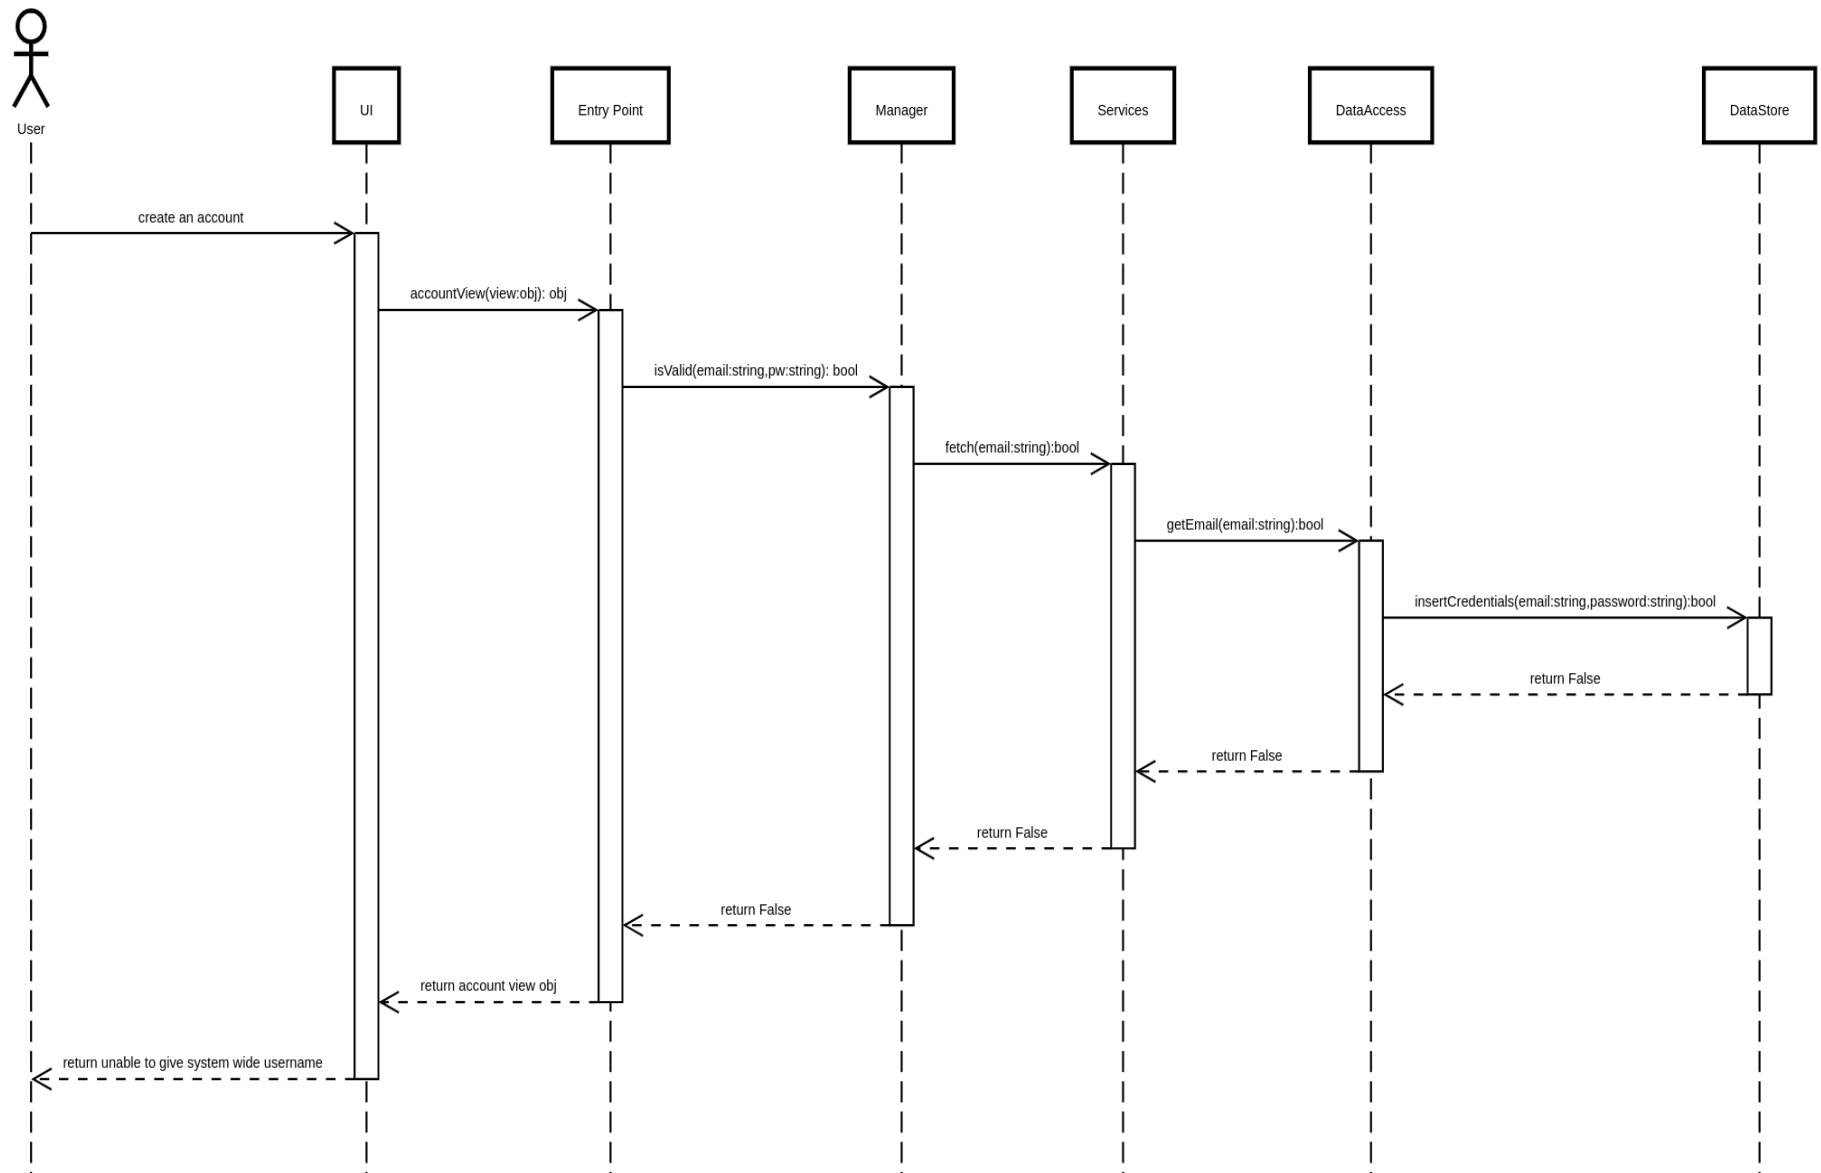 User
UI
Entry Point
Manager
Services
DataAccess
DataStore
create an account
accountView(view:obj): obj
isValid(email:string,pw:string): bool
fetch(email:string):bool
getEmail(email:string):bool
insertCredentials(email:string,password:string):bool
return False
return False
return False
return False
return account view obj
return unable to give system wide username